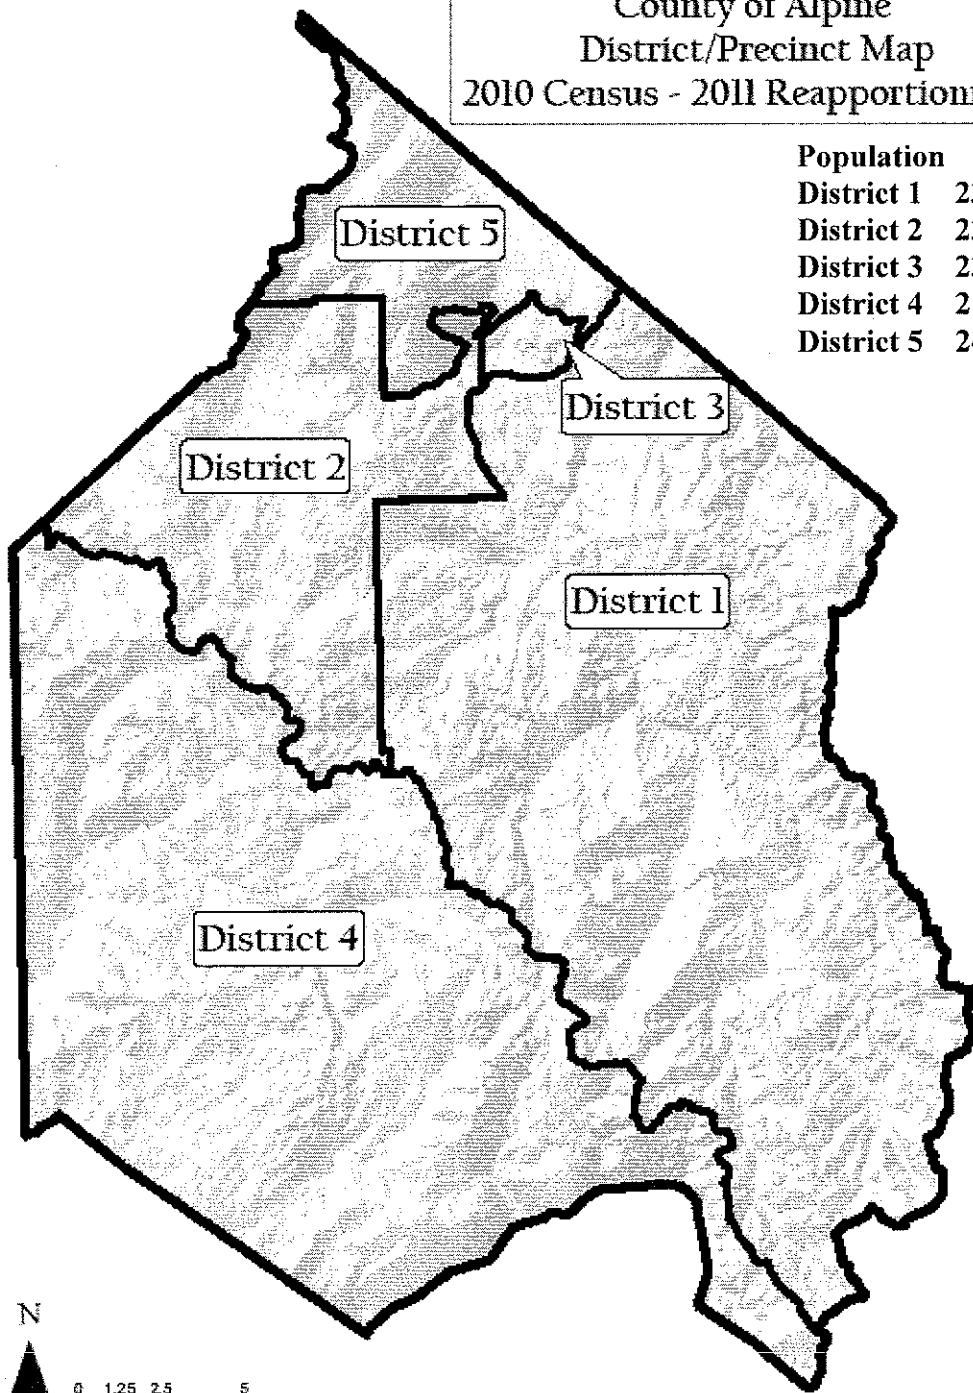 County of Alpine
District/Precinct Map
2010 Census - 2011
Population
District 1
District 2
District 3
District 4
District 5
District 5
District 3
District 2
District 1
District 4
N
0 1.25 2.5 5